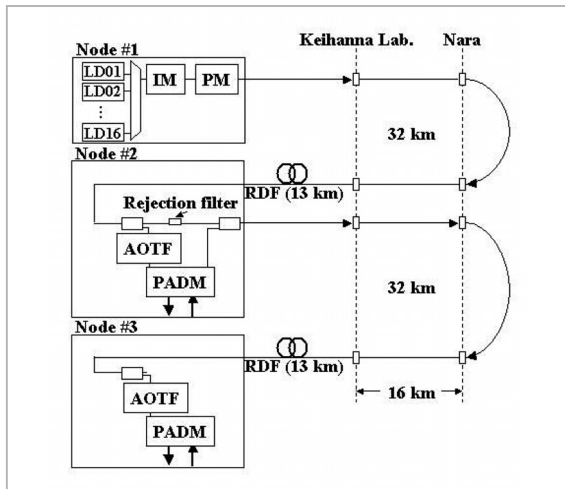 Keihanna Lab. Nara
Node #1
LD01
LD02
⋮
LD16
IM
PM
32 km
Node #2
RDF (13 km)
Rejection filter
AOTF
PADM
32 km
Node #3
RDF (13 km)
AOTF
16 km
PADM